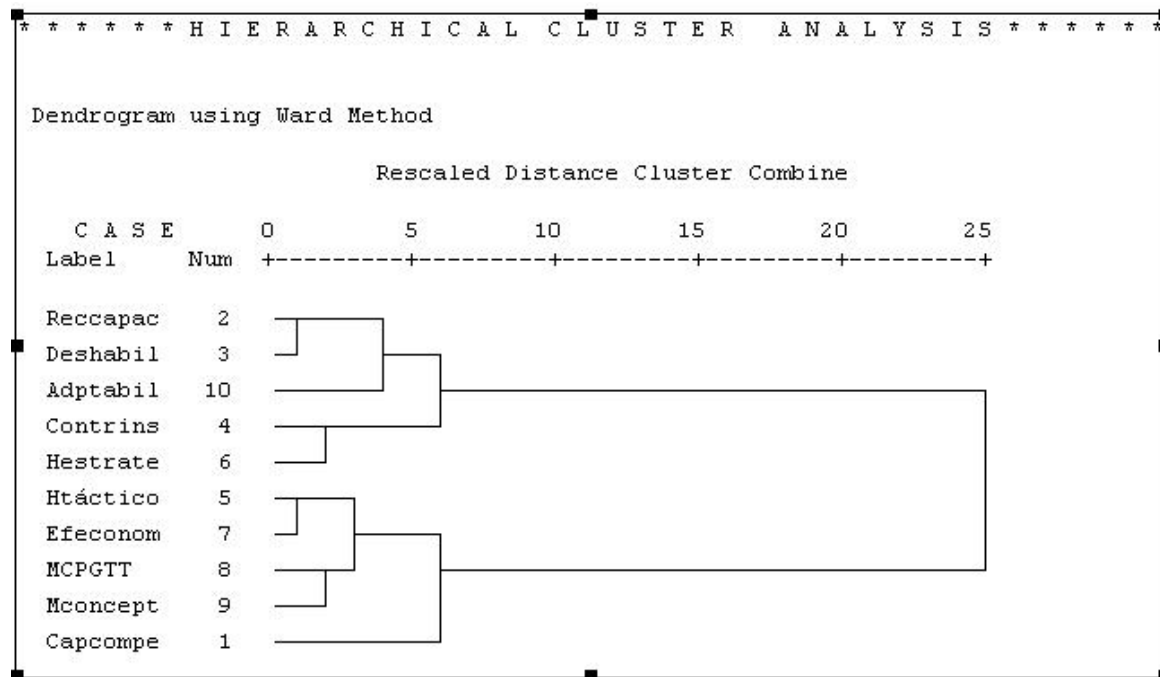 * * * * * * H I E R A R C H I C A L  C L U S T E R   A N A L Y S I S * * * * * *
Dendrogram using Ward Method
Rescaled Distance Cluster Combine
C A S E 0 5 10 15 20 25
Label Num +---------+---------+---------+---------+---------+
Reccapac 2
Deshabil 3
Adptabil 10
Contrins 4
Hestrate 6
Htáctico 5
Efeconom 7
MCPGTT 8
Mconcept 9
Capcompe 1